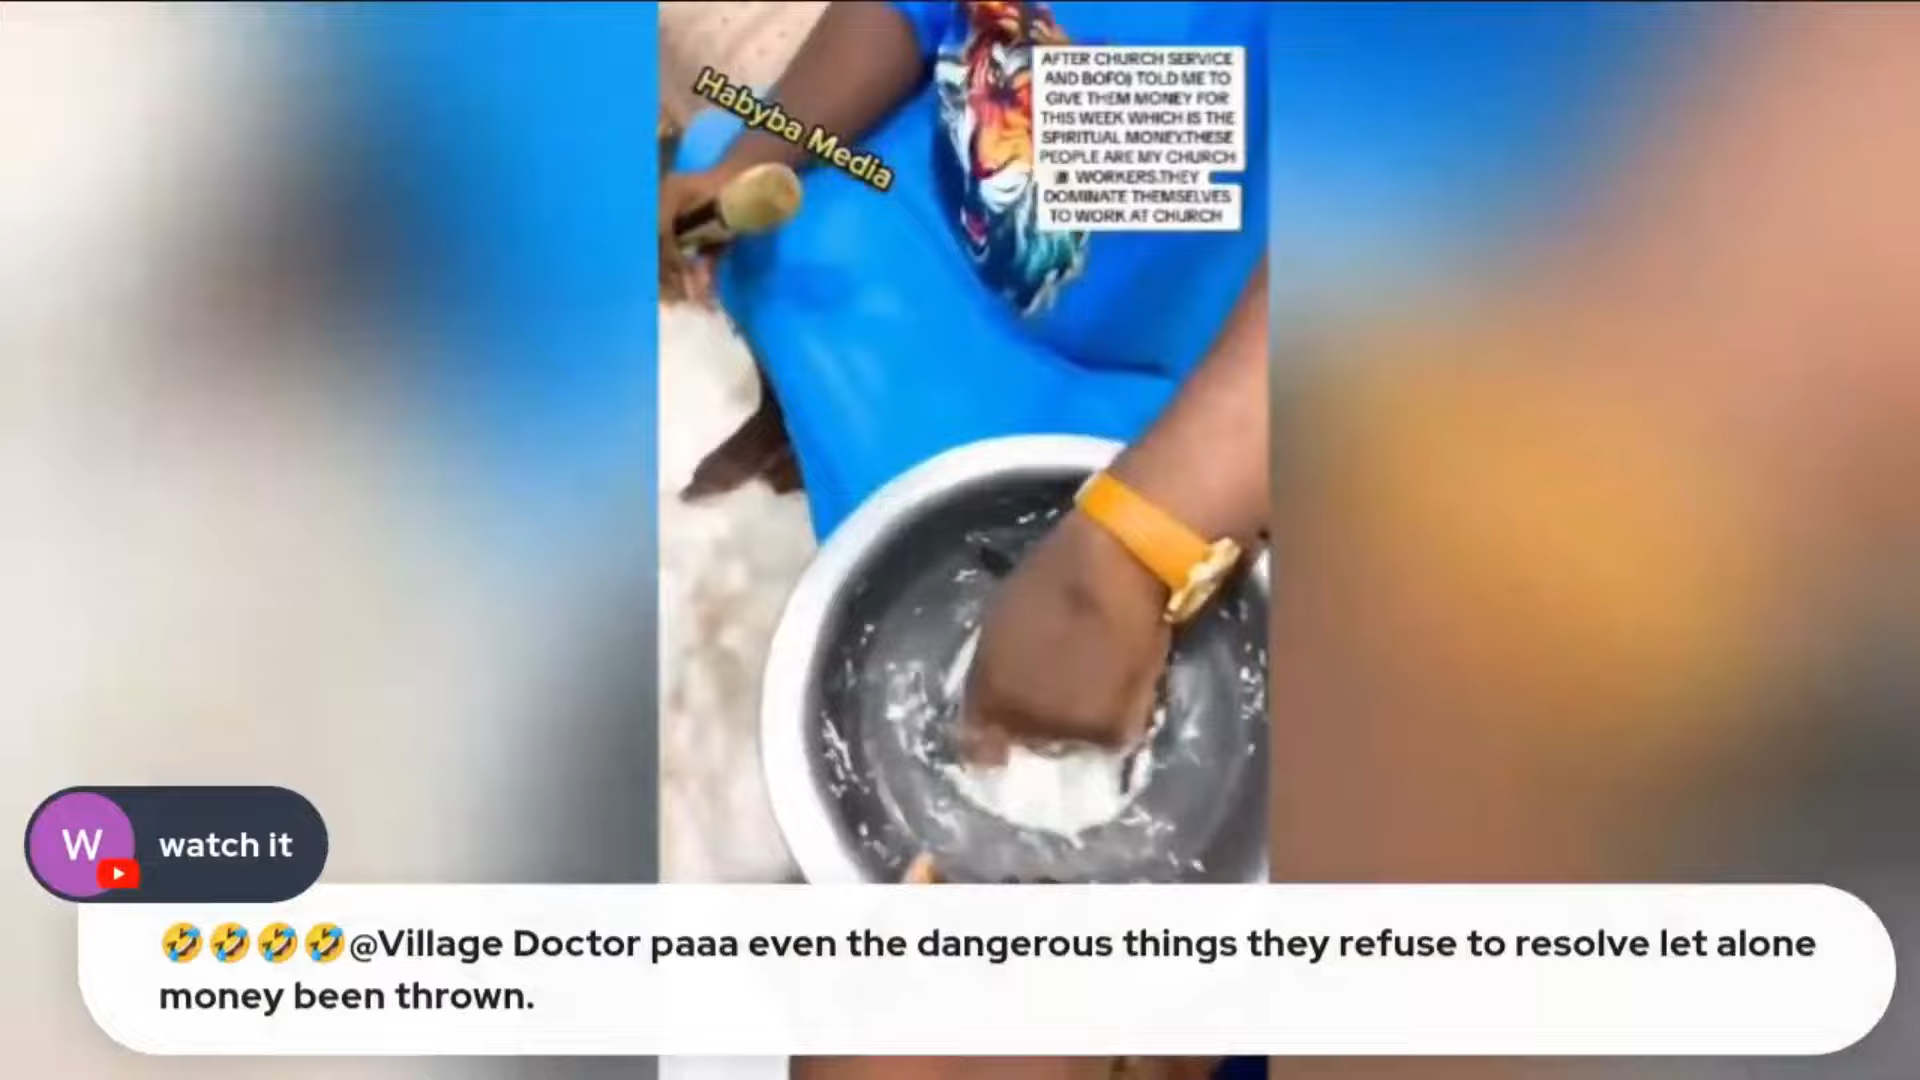 Habyba Media
AFTER CHURCH SERVICE
AND BOFO) TOLD ME TO
GIVE THEM MONEY FOR
THIS WEEK WHICH IS THE
SPIRITUAL MONEY.THESE
PEOPLE ARE MY CHURCH
WORKERS.THEY
DOMINATE THEMSELVES
TO WORK AT CHURCH
W
watch it
🤣🤣🤣🤣@Village Doctor paaa even the dangerous things they refuse to resolve let alone
money been thrown.